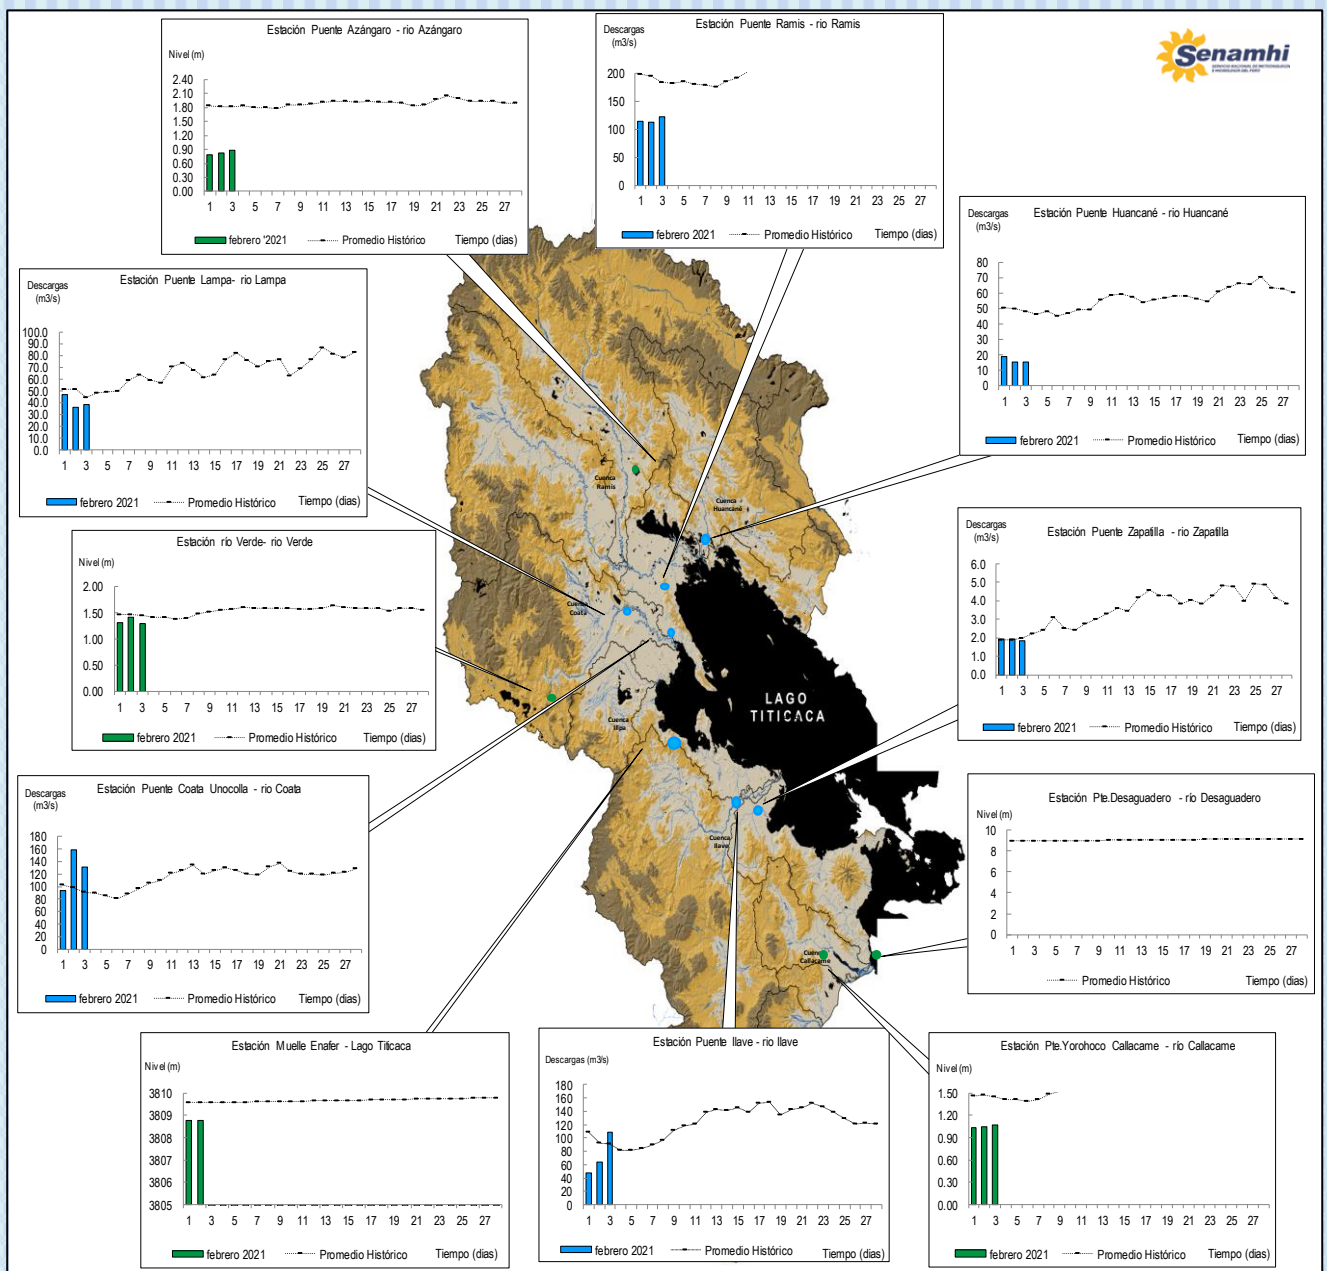 Estación Puente Azángaro - rio Azángaro
Nivel (m)
2.40
2.10
1.80
1.50
1.20
0.90
0.60
0.30
0.00
1 3 5 7 9 11 13 15 17 19 21 23 25 27
febrero '2021 Promedio Histórico Tiempo (dias)
Estación Puente Ramis - rio Ramis
Descargas
(m3/s)
200
150
100
50
0
1 3 5 7 9 11 13 15 17 19 21 23 25 27
febrero 2021 Promedio Histórico Tiempo (dias)
Senamhi
SERVICIO NACIONAL DE METEOROLOGÍA
E HIDROLOGÍA DEL PERÚ
Estación Puente Huancané - rio Huancané
Descargas
(m3/s)
80
70
60
50
40
30
20
10
0
1 3 5 7 9 11 13 15 17 19 21 23 25 27
febrero 2021 Promedio Histórico Tiempo (dias)
Estación Puente Lampa- rio Lampa
Descargas
(m3/s)
100.0
90.0
80.0
70.0
60.0
50.0
40.0
30.0
20.0
10.0
0.0
1 3 5 7 9 11 13 15 17 19 21 23 25 27
febrero 2021 Promedio Histórico Tiempo (dias)
Cuenca
Ramis
Cuenca
Huancané
Cuenca
Coata
Cuenca
Illpa
LAGO
TITICACA
Cuenca
Ilave
Cuenca
Callacame
Estación río Verde- rio Verde
Nivel (m)
2.00
1.50
1.00
0.50
0.00
1 3 5 7 9 11 13 15 17 19 21 23 25 27
febrero 2021 Promedio Histórico Tiempo (dias)
Estación Puente Zapatilla - rio Zapatilla
Descargas
(m3/s)
6.0
5.0
4.0
3.0
2.0
1.0
0.0
1 3 5 7 9 11 13 15 17 19 21 23 25 27
febrero 2021 Promedio Histórico Tiempo (dias)
Estación Puente Coata Unocolla - rio Coata
Descargas
(m3/s)
180
160
140
120
100
80
60
40
20
0
1 3 5 7 9 11 13 15 17 19 21 23 25 27
febrero 2021 Promedio Histórico Tiempo (dias)
Estación Pte.Desaguadero - río Desaguadero
Nivel (m)
10
8
6
4
2
0
1 3 5 7 9 11 13 15 17 19 21 23 25 27
Promedio Histórico Tiempo (dias)
Estación Muelle Enafer - Lago Titicaca
Nivel (m)
3810
3809
3808
3807
3806
3805
1 3 5 7 9 11 13 15 17 19 21 23 25 27
febrero 2021 Promedio Histórico Tiempo (dias)
Estación Puente Ilave - rio Ilave
Descargas (m3/s)
180
160
140
120
100
80
60
40
20
0
1 3 5 7 9 11 13 15 17 19 21 23 25 27
febrero 2021 Promedio Histórico Tiempo (dias)
Estación Pte.Yorohoco Callacame - río Callacame
Nivel (m)
1.50
1.20
0.90
0.60
0.30
0.00
1 3 5 7 9 11 13 15 17 19 21 23 25 27
febrero 2021 Promedio Histórico Tiempo (dias)